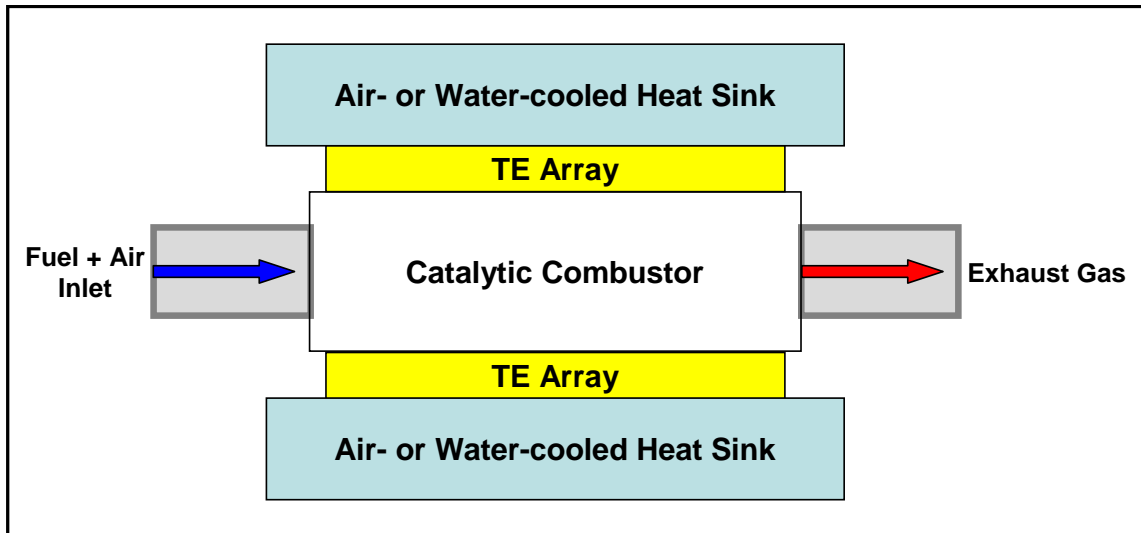 Air- or Water-cooled Heat Sink
TE Array
Fuel + Air
Inlet
Catalytic Combustor
Exhaust Gas
TE Array
Air- or Water-cooled Heat Sink